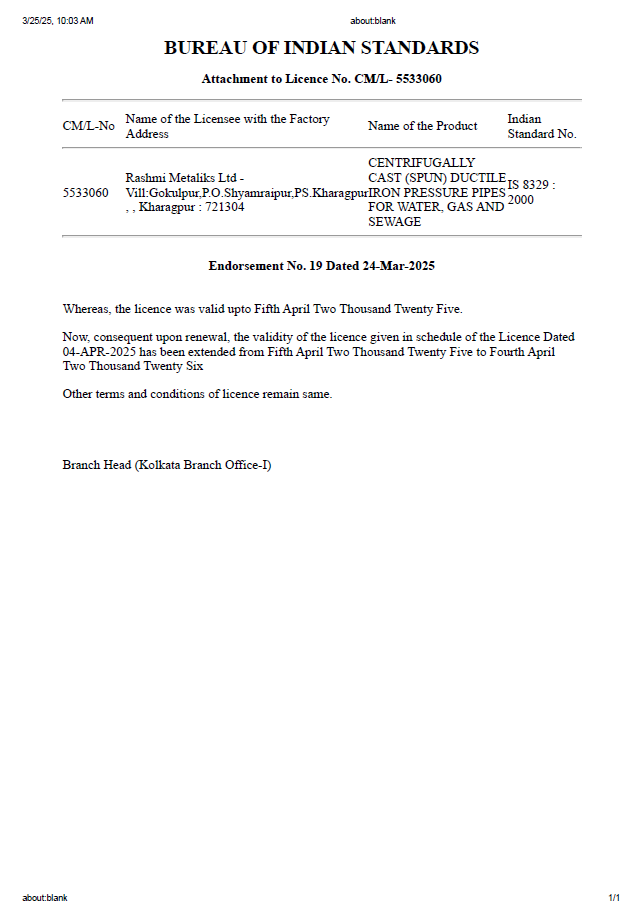 3/25/25, 10:03 AM about:blank
BUREAU OF INDIAN STANDARDS
Attachment to Licence No. CM/L- 5533060
CM/L-No Name of the Licensee with the Factory Address Name of the Product Indian Standard No.
5533060 Rashmi Metaliks Ltd - Vill:Gokulpur,P.O.Shyamraipur,PS.Kharagpur , , Kharagpur : 721304 CENTRIFUGALLY CAST (SPUN) DUCTILE IRON PRESSURE PIPES FOR WATER, GAS AND SEWAGE IS 8329 : 2000
Endorsement No. 19 Dated 24-Mar-2025
Whereas, the licence was valid upto Fifth April Two Thousand Twenty Five.
Now, consequent upon renewal, the validity of the licence given in schedule of the Licence Dated
04-APR-2025 has been extended from Fifth April Two Thousand Twenty Five to Fourth April
Two Thousand Twenty Six
Other terms and conditions of licence remain same.
Branch Head (Kolkata Branch Office-I)
about:blank 1/1